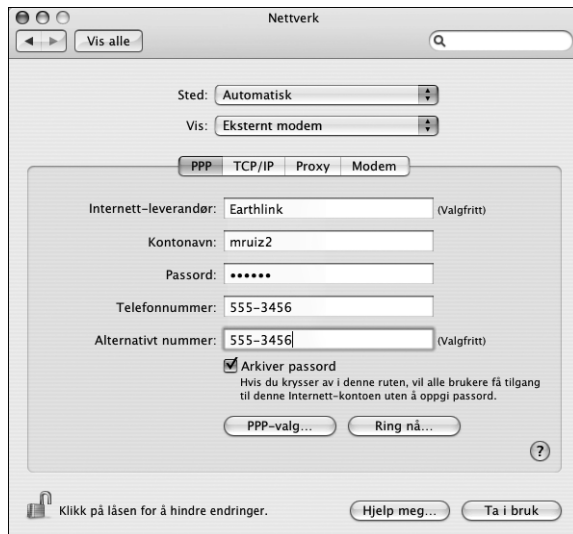 Nettverk
Vis alle
Sted: Automatisk
Vis: Eksternt modem
PPP TCP/IP Proxy Modem
Internett-leverandør: Earthlink (Valgfritt)
Kontonavn: mruiz2
Passord: ••••••
Telefonnummer: 555-3456
Alternativt nummer: 555-3456 (Valgfritt)
Arkiver passord
Hvis du krysser av i denne ruten, vil alle brukere få tilgang
til denne Internett-kontoen uten å oppgi passord.
PPP-valg... Ring nå...
?
Klikk på låsen for å hindre endringer. Hjelp meg... Ta i bruk